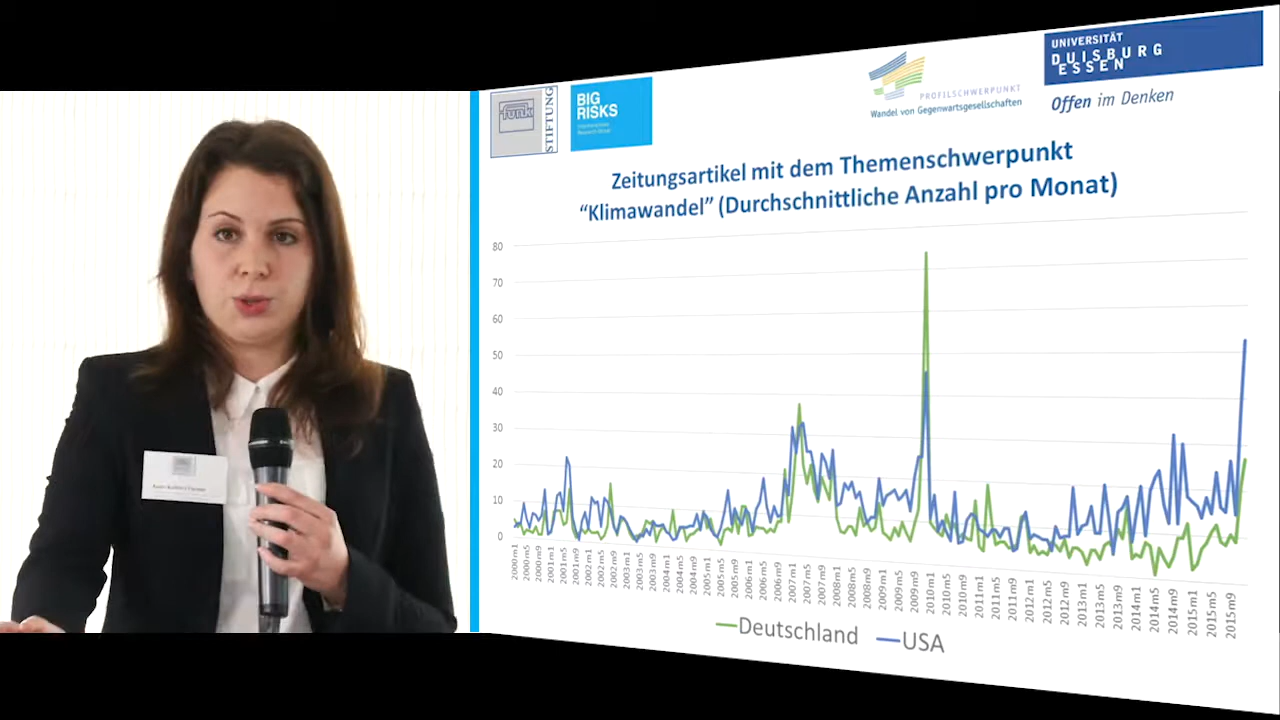 STIFTUNG
BIG
RISKS
PROFILSCHWERPUNKT
Wandel von Gegenwartsgesellschaften
UNIVERSITÄT
DUISBURG
ESSEN
Offen im Denken
Zeitungsartikel mit dem Themenschwerpunkt
“Klimawandel” (Durchschnittliche Anzahl pro Monat)
80
70
60
50
40
30
20
10
0
2000m1
2000m5
2000m9
2001m1
2001m5
2001m9
2002m1
2002m5
2002m9
2003m1
2003m5
2003m9
2004m1
2004m5
2004m9
2005m1
2005m5
2005m9
2006m1
2006m5
2006m9
2007m1
2007m5
2007m9
2008m1
2008m5
2008m9
2009m1
2009m5
2009m9
2010m1
2010m5
2010m9
2011m1
2011m5
2011m9
2012m1
2012m5
2012m9
2013m1
2013m5
2013m9
2014m1
2014m5
2014m9
2015m1
2015m5
2015m9
Deutschland
USA